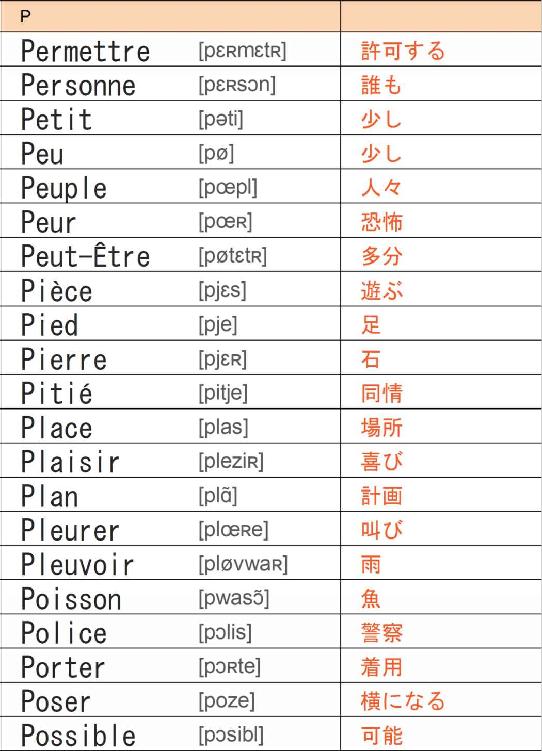 P
Permettre [pɛʀmɛtʀ] 許可する
Personne [pɛʀsɔn] 誰も
Petit [pəti] 少し
Peu [pø] 少し
Peuple [pœpl] 人々
Peur [pœʀ] 恐怖
Peut-Être [pøtɛtʀ] 多分
Pièce [pjɛs] 遊ぶ
Pied [pje] 足
Pierre [pjɛʀ] 石
Pitié [pitje] 同情
Place [plas] 場所
Plaisir [pleziʀ] 喜び
Plan [plɑ̃] 計画
Pleurer [plœʀe] 叫び
Pleuvoir [pløvwaʀ] 雨
Poisson [pwasɔ̃] 魚
Police [pɔlis] 警察
Porter [pɔʀte] 着用
Poser [poze] 横になる
Possible [pɔsibl] 可能